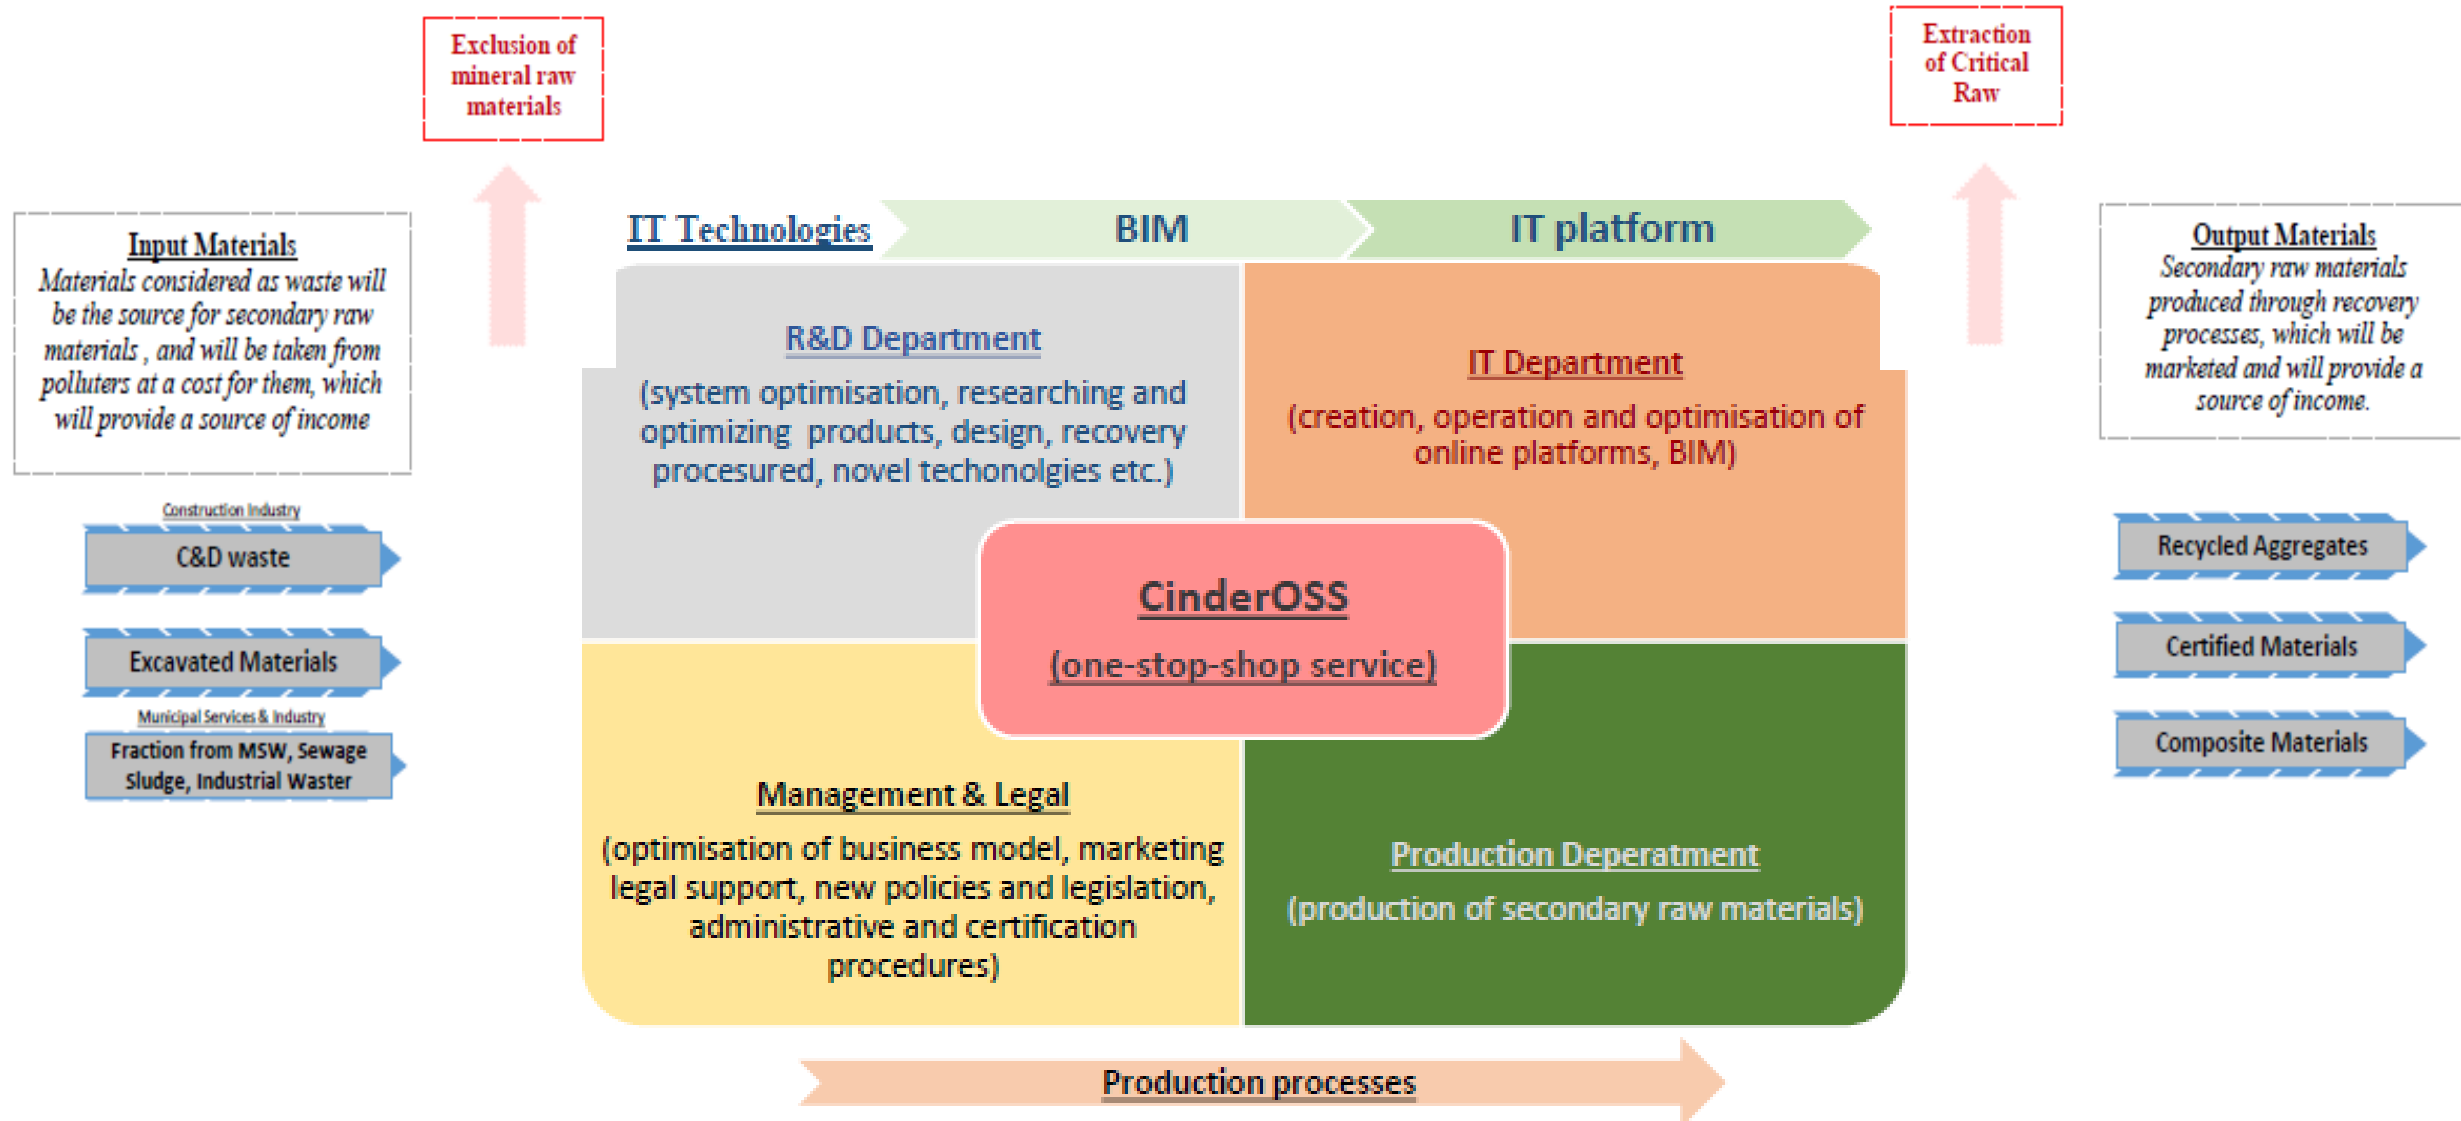 Exclusion of
mineral raw
materials
Extraction
of Critical
Raw
Input Materials
Materials considered as waste will
be the source for secondary raw
materials , and will be taken from
polluters at a cost for them, which
will provide a source of income
Construction Industry
C&D waste
Excavated Materials
Municipal Services & Industry
Fraction from MSW, Sewage
Sludge, Industrial Waster
IT Technologies
BIM
IT platform
R&D Department
(system optimisation, researching and
optimizing products, design, recovery
procesured, novel techonolgies etc.)
IT Department
(creation, operation and optimisation of
online platforms, BIM)
CinderOSS
(one-stop-shop service)
Management & Legal
(optimisation of business model, marketing
legal support, new policies and legislation,
administrative and certification
procedures)
Production Deperatment
(production of secondary raw materials)
Production processes
Output Materials
Secondary raw materials
produced through recovery
processes, which will be
marketed and will provide a
source of income.
Recycled Aggregates
Certified Materials
Composite Materials